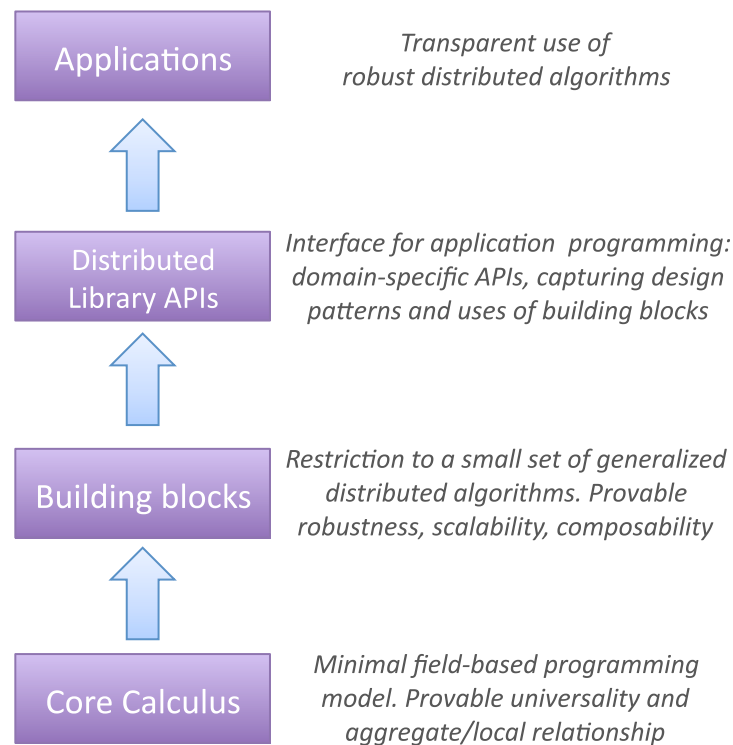 Applications
Transparent use of
robust distributed algorithms
Distributed
Library APIs
Interface for application programming:
domain-specific APIs, capturing design
patterns and uses of building blocks
Building blocks
Restriction to a small set of generalized
distributed algorithms. Provable
robustness, scalability, composability
Core Calculus
Minimal field-based programming
model. Provable universality and
aggregate/local relationship